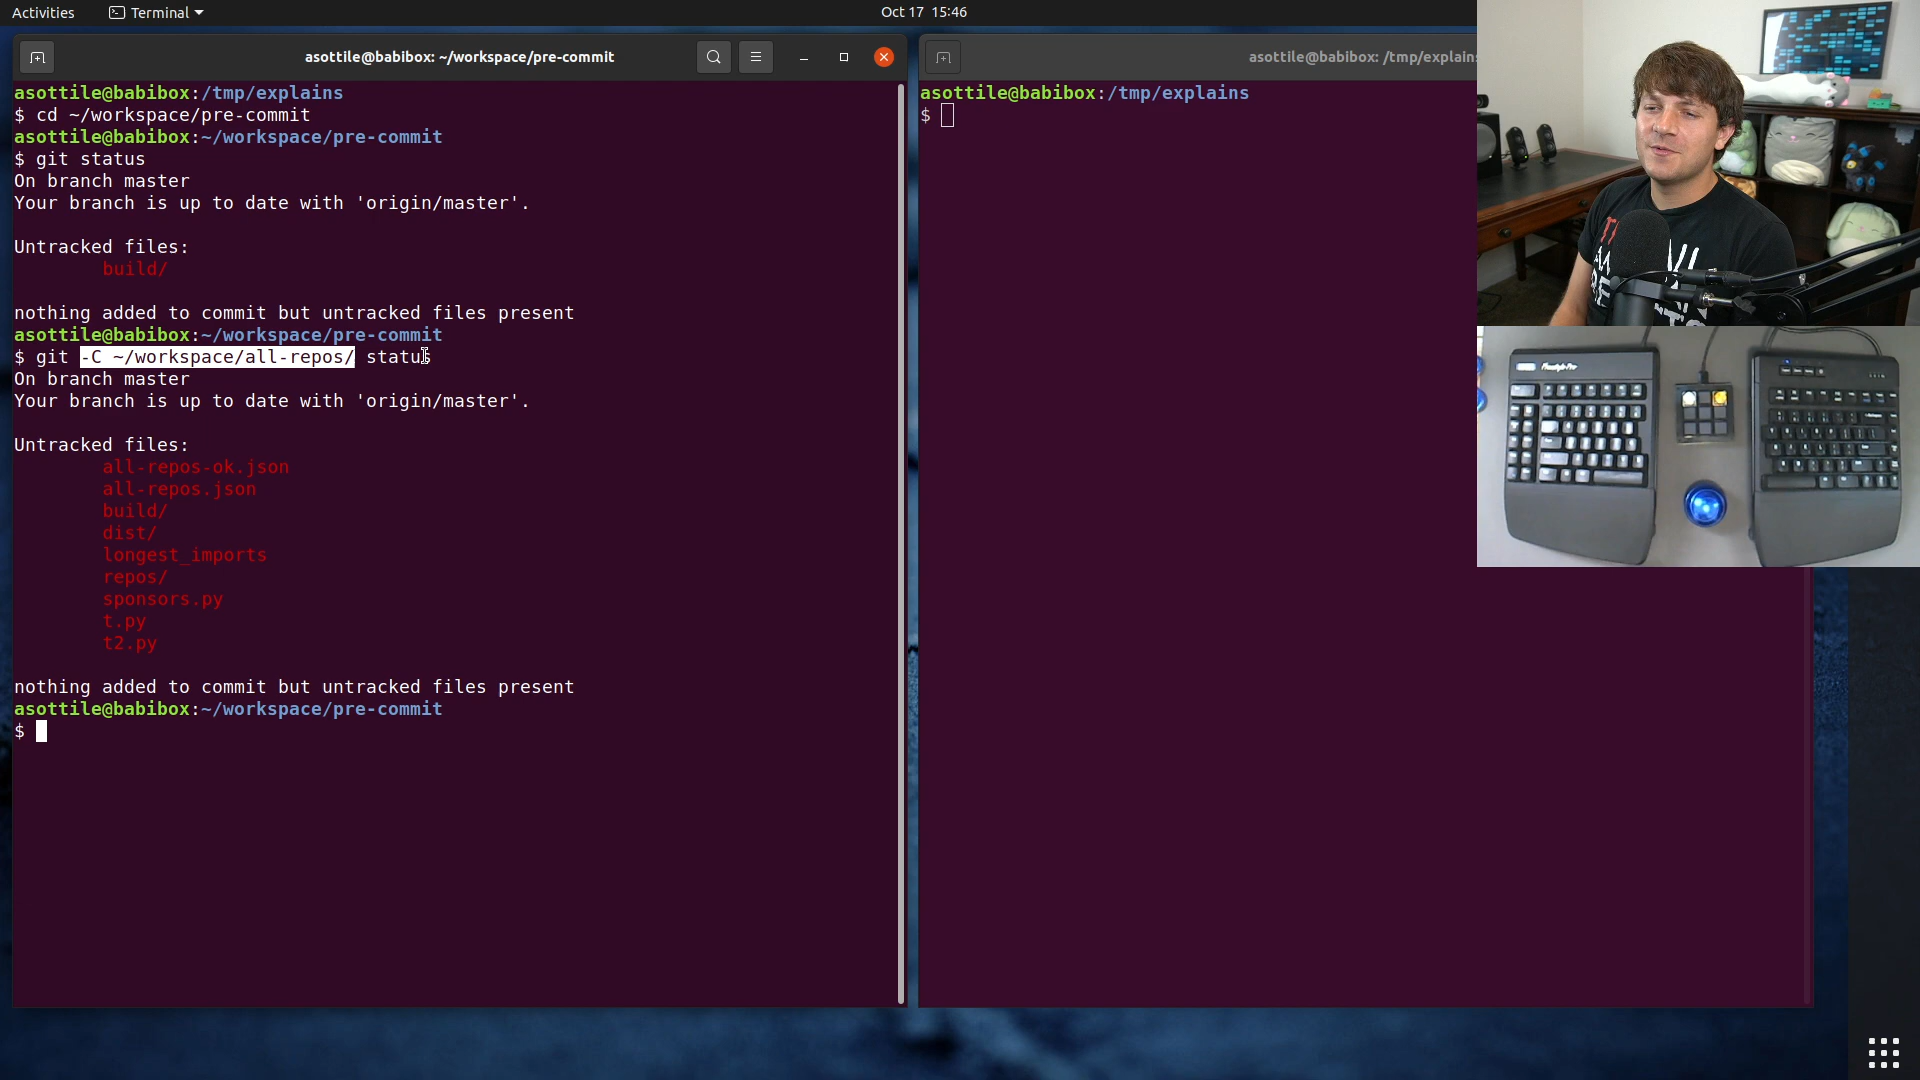 Activities
Terminal
Oct 17 15:46
asottile@babibox: ~/workspace/pre-commit
asottile@babibox:/tmp/explains
$ cd ~/workspace/pre-commit
asottile@babibox:~/workspace/pre-commit
$ git status
On branch master
Your branch is up to date with 'origin/master'.
Untracked files:
build/
nothing added to commit but untracked files present
asottile@babibox:~/workspace/pre-commit
$ git -C ~/workspace/all-repos/ status
On branch master
Your branch is up to date with 'origin/master'.
Untracked files:
all-repos-ok.json
all-repos.json
build/
dist/
longest_imports
repos/
sponsors.py
t.py
t2.py
nothing added to commit but untracked files present
asottile@babibox:~/workspace/pre-commit
$
asottile@babibox: /tmp/explains
asottile@babibox:/tmp/explains
$